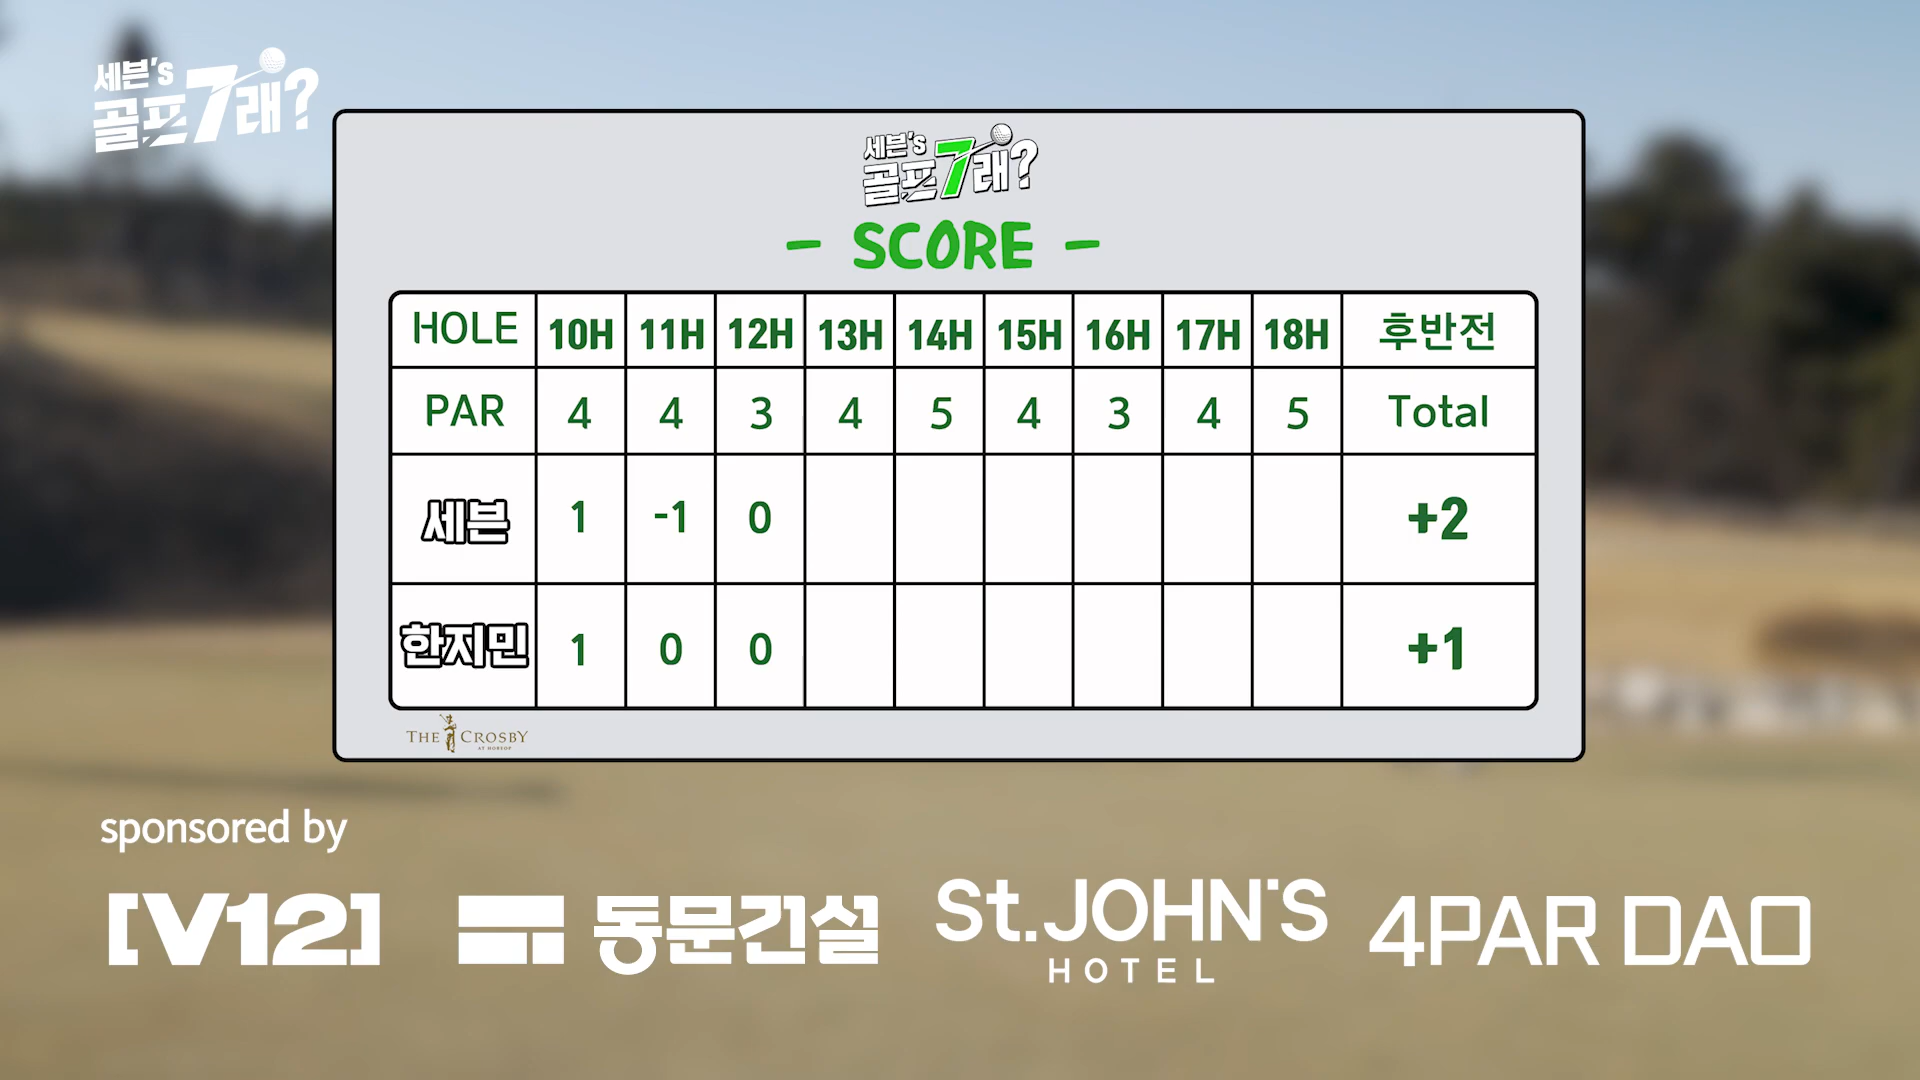 세븐's
골프7래?
세븐's
골프7래?
- SCORE -
HOLE 10H 11H 12H 13H 14H 15H 16H 17H 18H 후반전
PAR 4 4 3 4 5 4 3 4 5 Total
세븐 1 -1 0 +2
한지민 1 0 0 +1
THE CROSBY
sponsored by
[V12] 동문건설 St.JOHN'S HOTEL 4PAR DAO